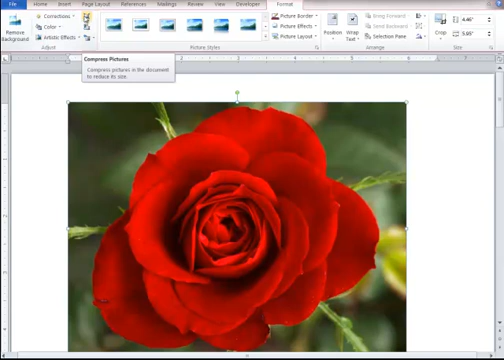 File Home Insert Page Layout References Mailings Review View Developer Format
Remove Background
Corrections
Color
Artistic Effects
Adjust
Picture Styles
Picture Border
Picture Effects
Picture Layout
Position
Wrap Text
Bring Forward
Send Backward
Selection Pane
Arrange
Crop
4.46"
5.95"
Size
Compress Pictures
Compress pictures in the document
to reduce its size.